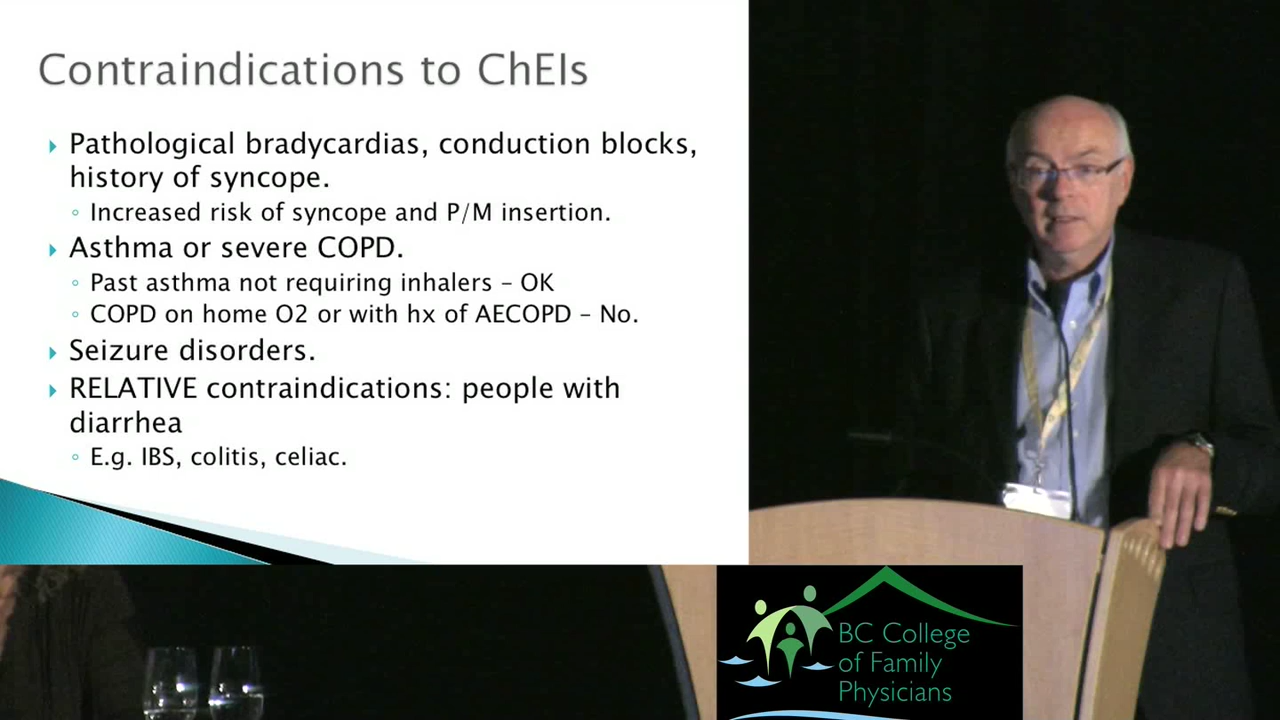 Contraindications to ChEIs
Pathological bradycardias, conduction blocks,
history of syncope.
Increased risk of syncope and P/M insertion.
Asthma or severe COPD.
Past asthma not requiring inhalers – OK
COPD on home O2 or with hx of AECOPD – No.
Seizure disorders.
RELATIVE contraindications: people with
diarrhea
E.g. IBS, colitis, celiac.
BC College
of Family
Physicians